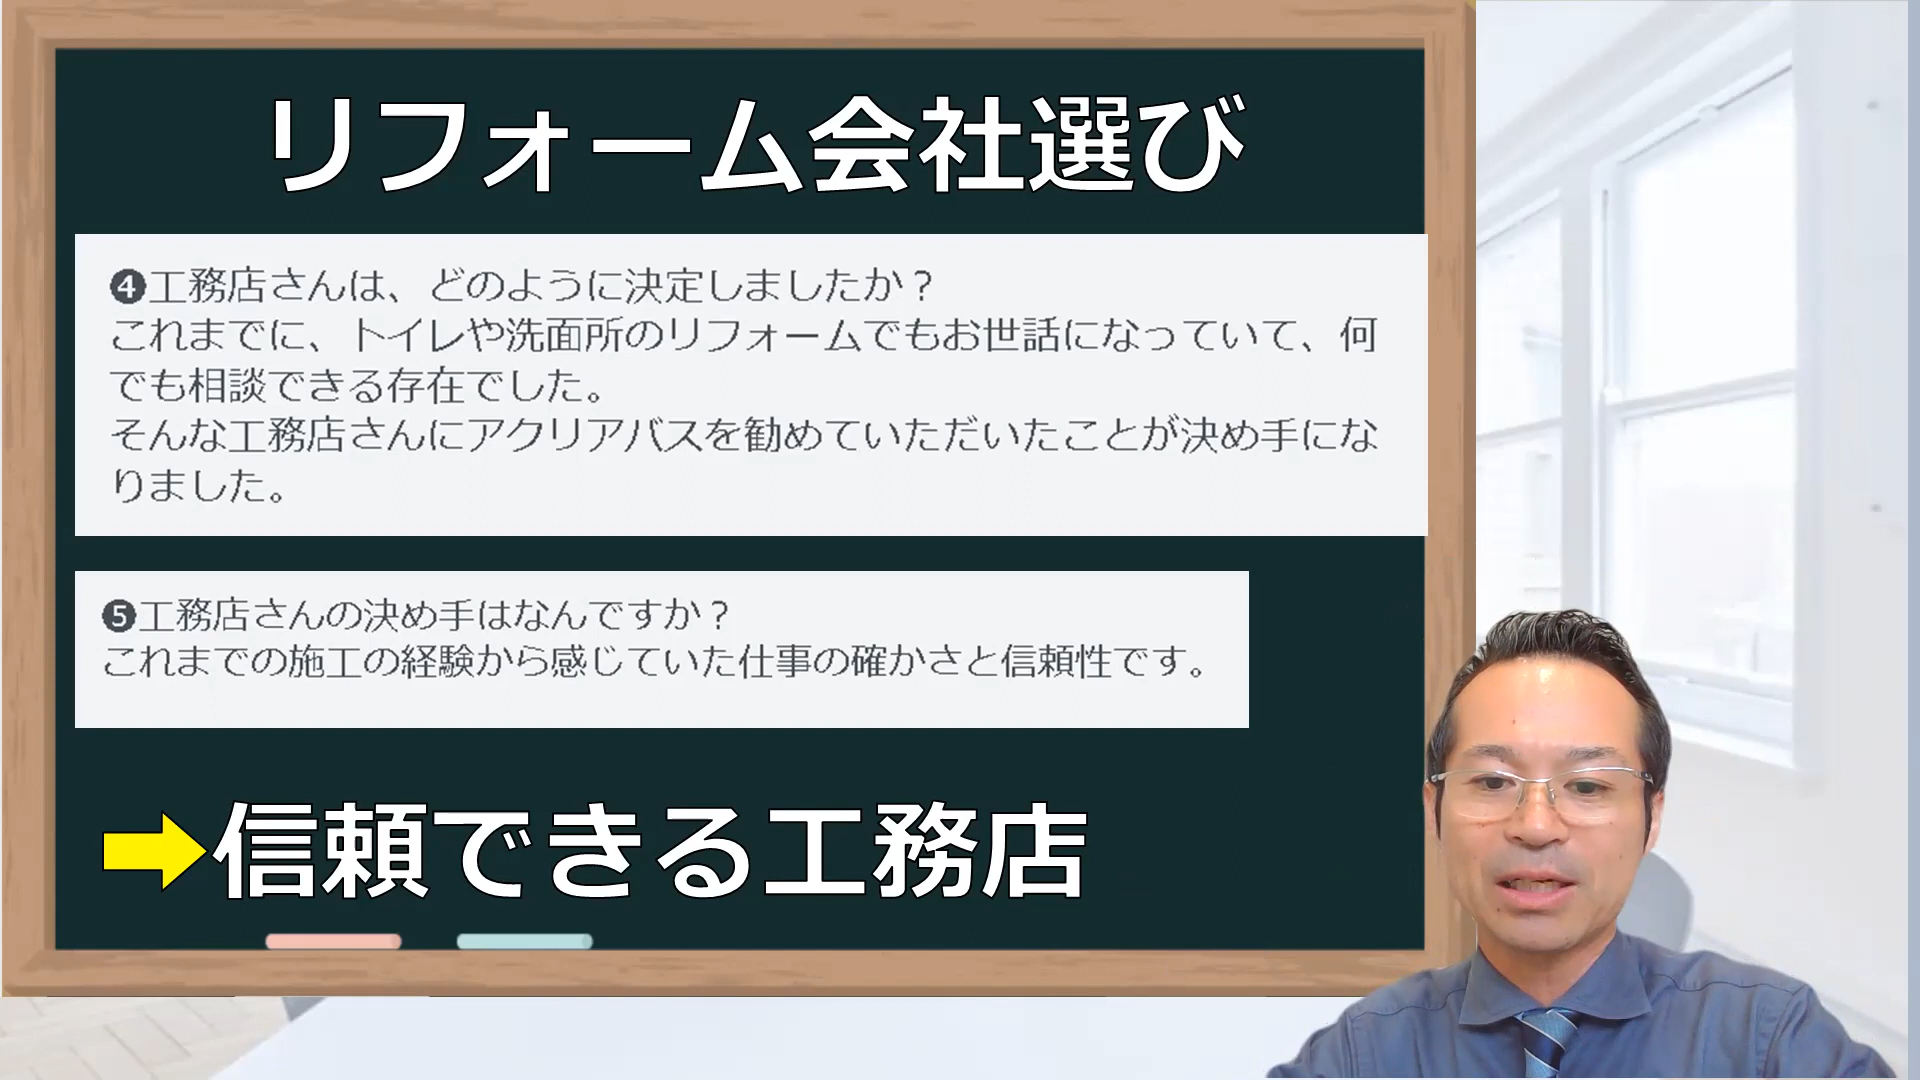 リフォーム会社選び
❹工務店さんは、どのように決定しましたか？
これまでに、トイレや洗面所のリフォームでもお世話になっていて、何
でも相談できる存在でした。
そんな工務店さんにアクリアバスを勧めていただいたことが決め手にな
りました。
❺工務店さんの決め手はなんですか？
これまでの施工の経験から感じていた仕事の確かさと信頼性です。
➡信頼できる工務店